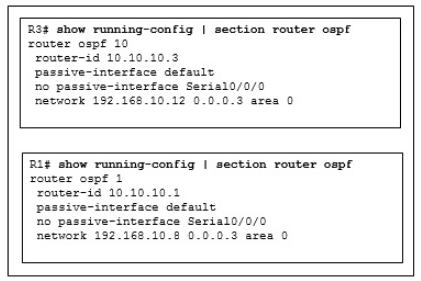 R3# show running-config | section router ospf
router ospf 10
router-id 10.10.10.3
passive-interface default
no passive-interface Serial0/0/0
network 192.168.10.12 0.0.0.3 area 0
R1# show running-config | section router ospf
router ospf 1
router-id 10.10.10.1
passive-interface default
no passive-interface Serial0/0/0
network 192.168.10.8 0.0.0.3 area 0